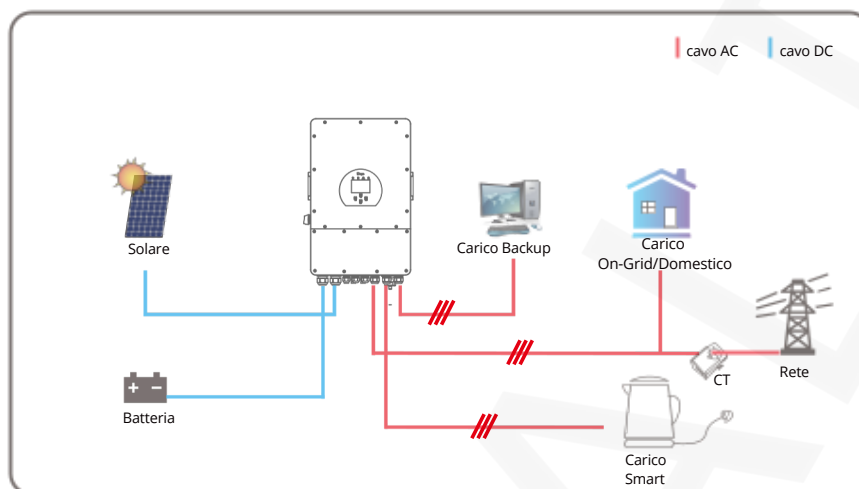 cavo AC
cavo DC
Solare
Carico Backup
Carico
On-Grid/Domestico
CT
Rete
Batteria
Carico
Smart